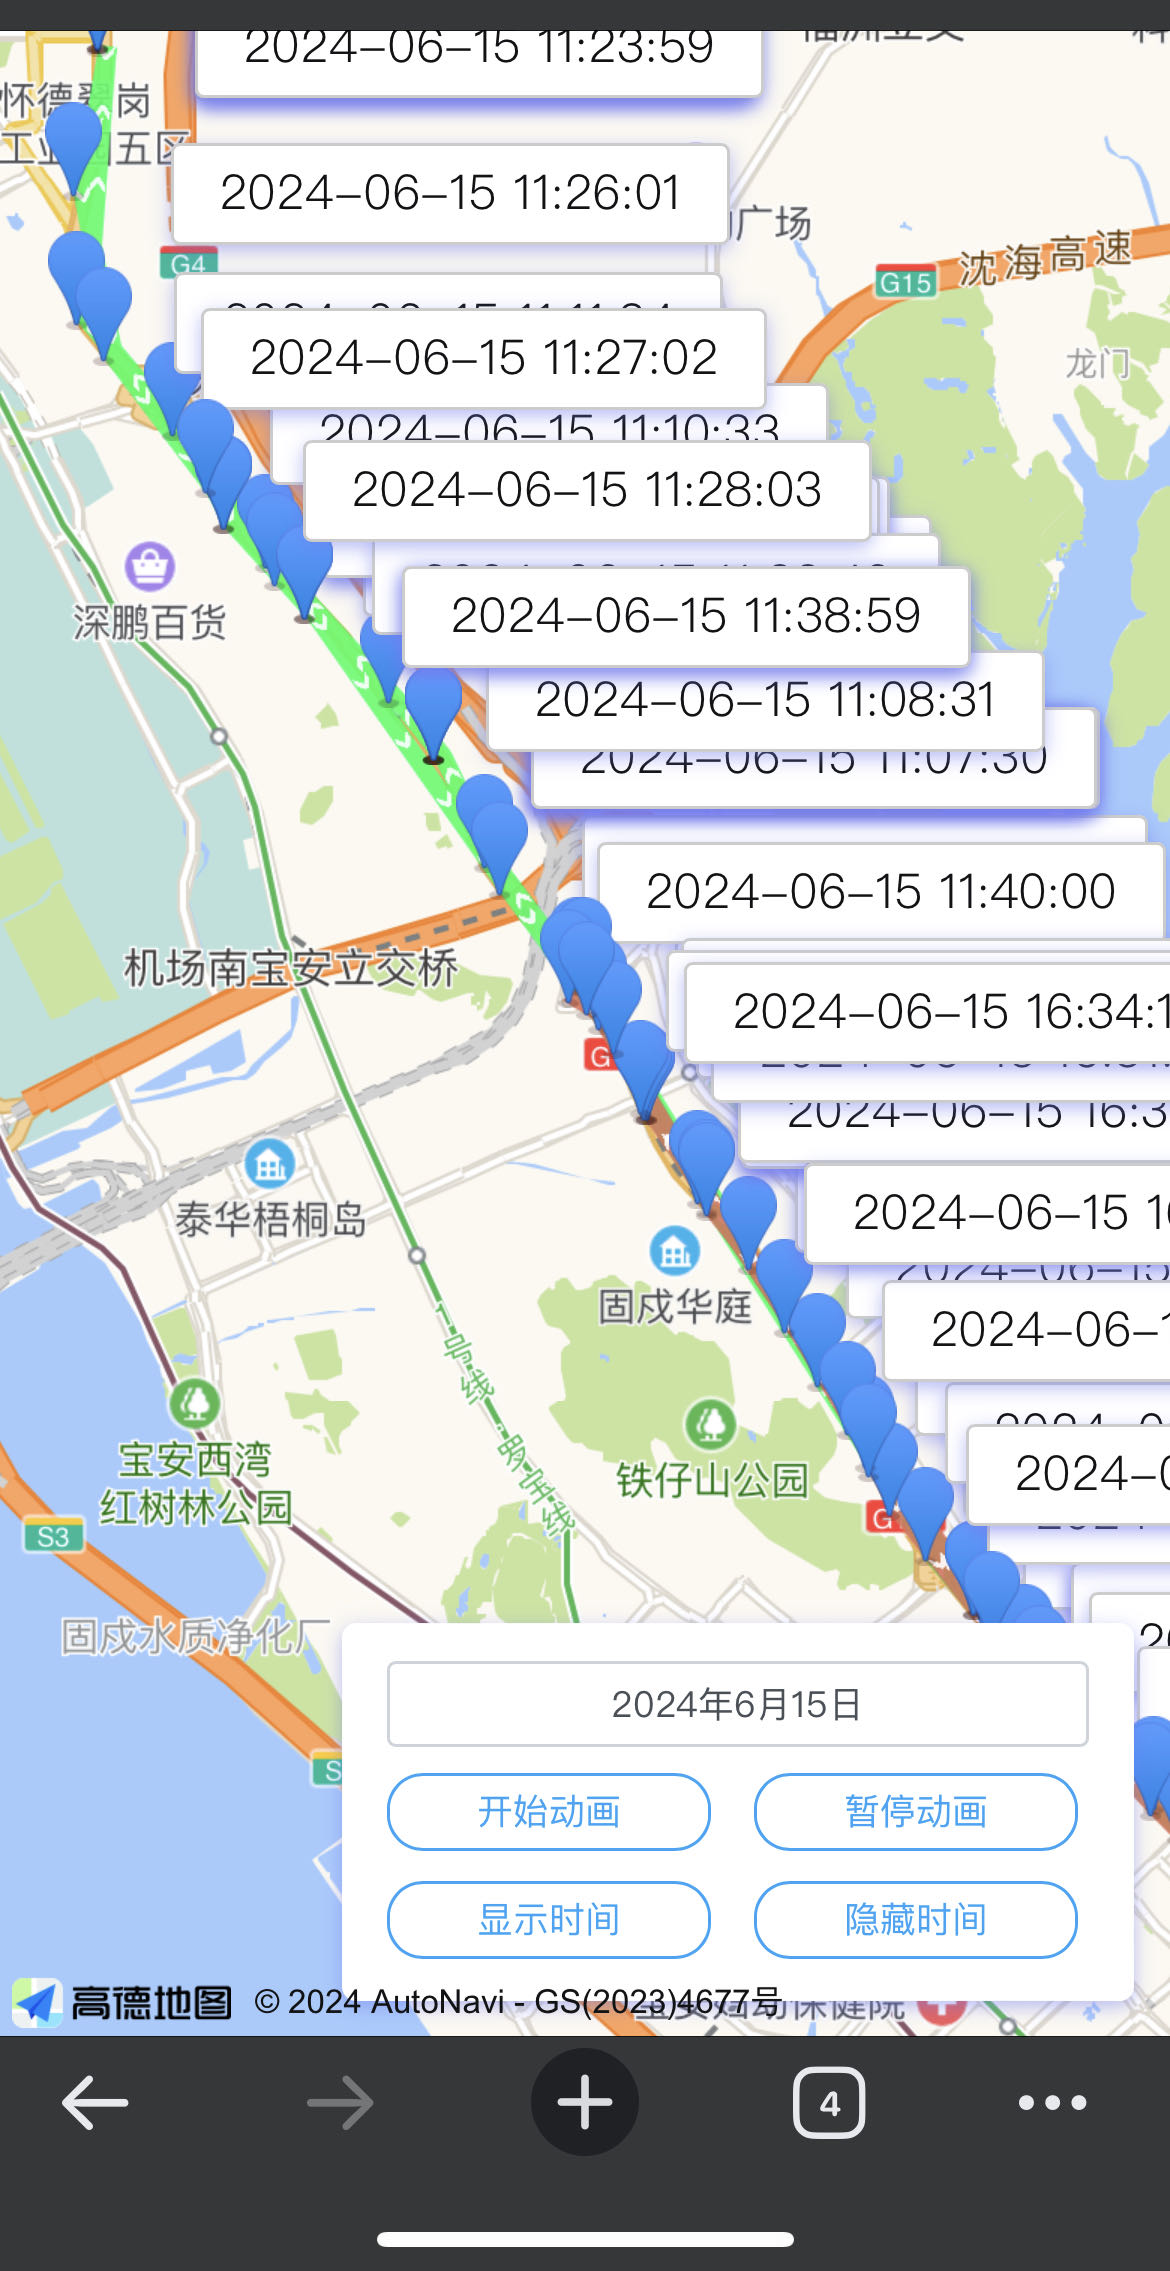 2024-06-15 11:23:59
怀德翠岗
工业园五区
2024-06-15 11:26:01
广场
G4
沈海高速
G15
2024-06-15 11:27:02
龙门
2024-06-15 11:10:33
2024-06-15 11:28:03
深鹏百货
2024-06-15 11:38:59
2024-06-15 11:08:31
2024-06-15 11:07:30
2024-06-15 11:40:00
机场南宝安立交桥
2024-06-15 16:34:1
G
2024-06-15 16:3
泰华梧桐岛
2024-06-15 1
2024-06-15
固戍华庭
2024-06-1
1号线·罗宝线
宝安西湾
红树林公园
2024-0
铁仔山公园
G
S3
固戍水质净化厂
2024年6月15日
S
开始动画
暂停动画
显示时间
隐藏时间
高德地图
© 2024 AutoNavi - GS(2023)4677号
保健院
4